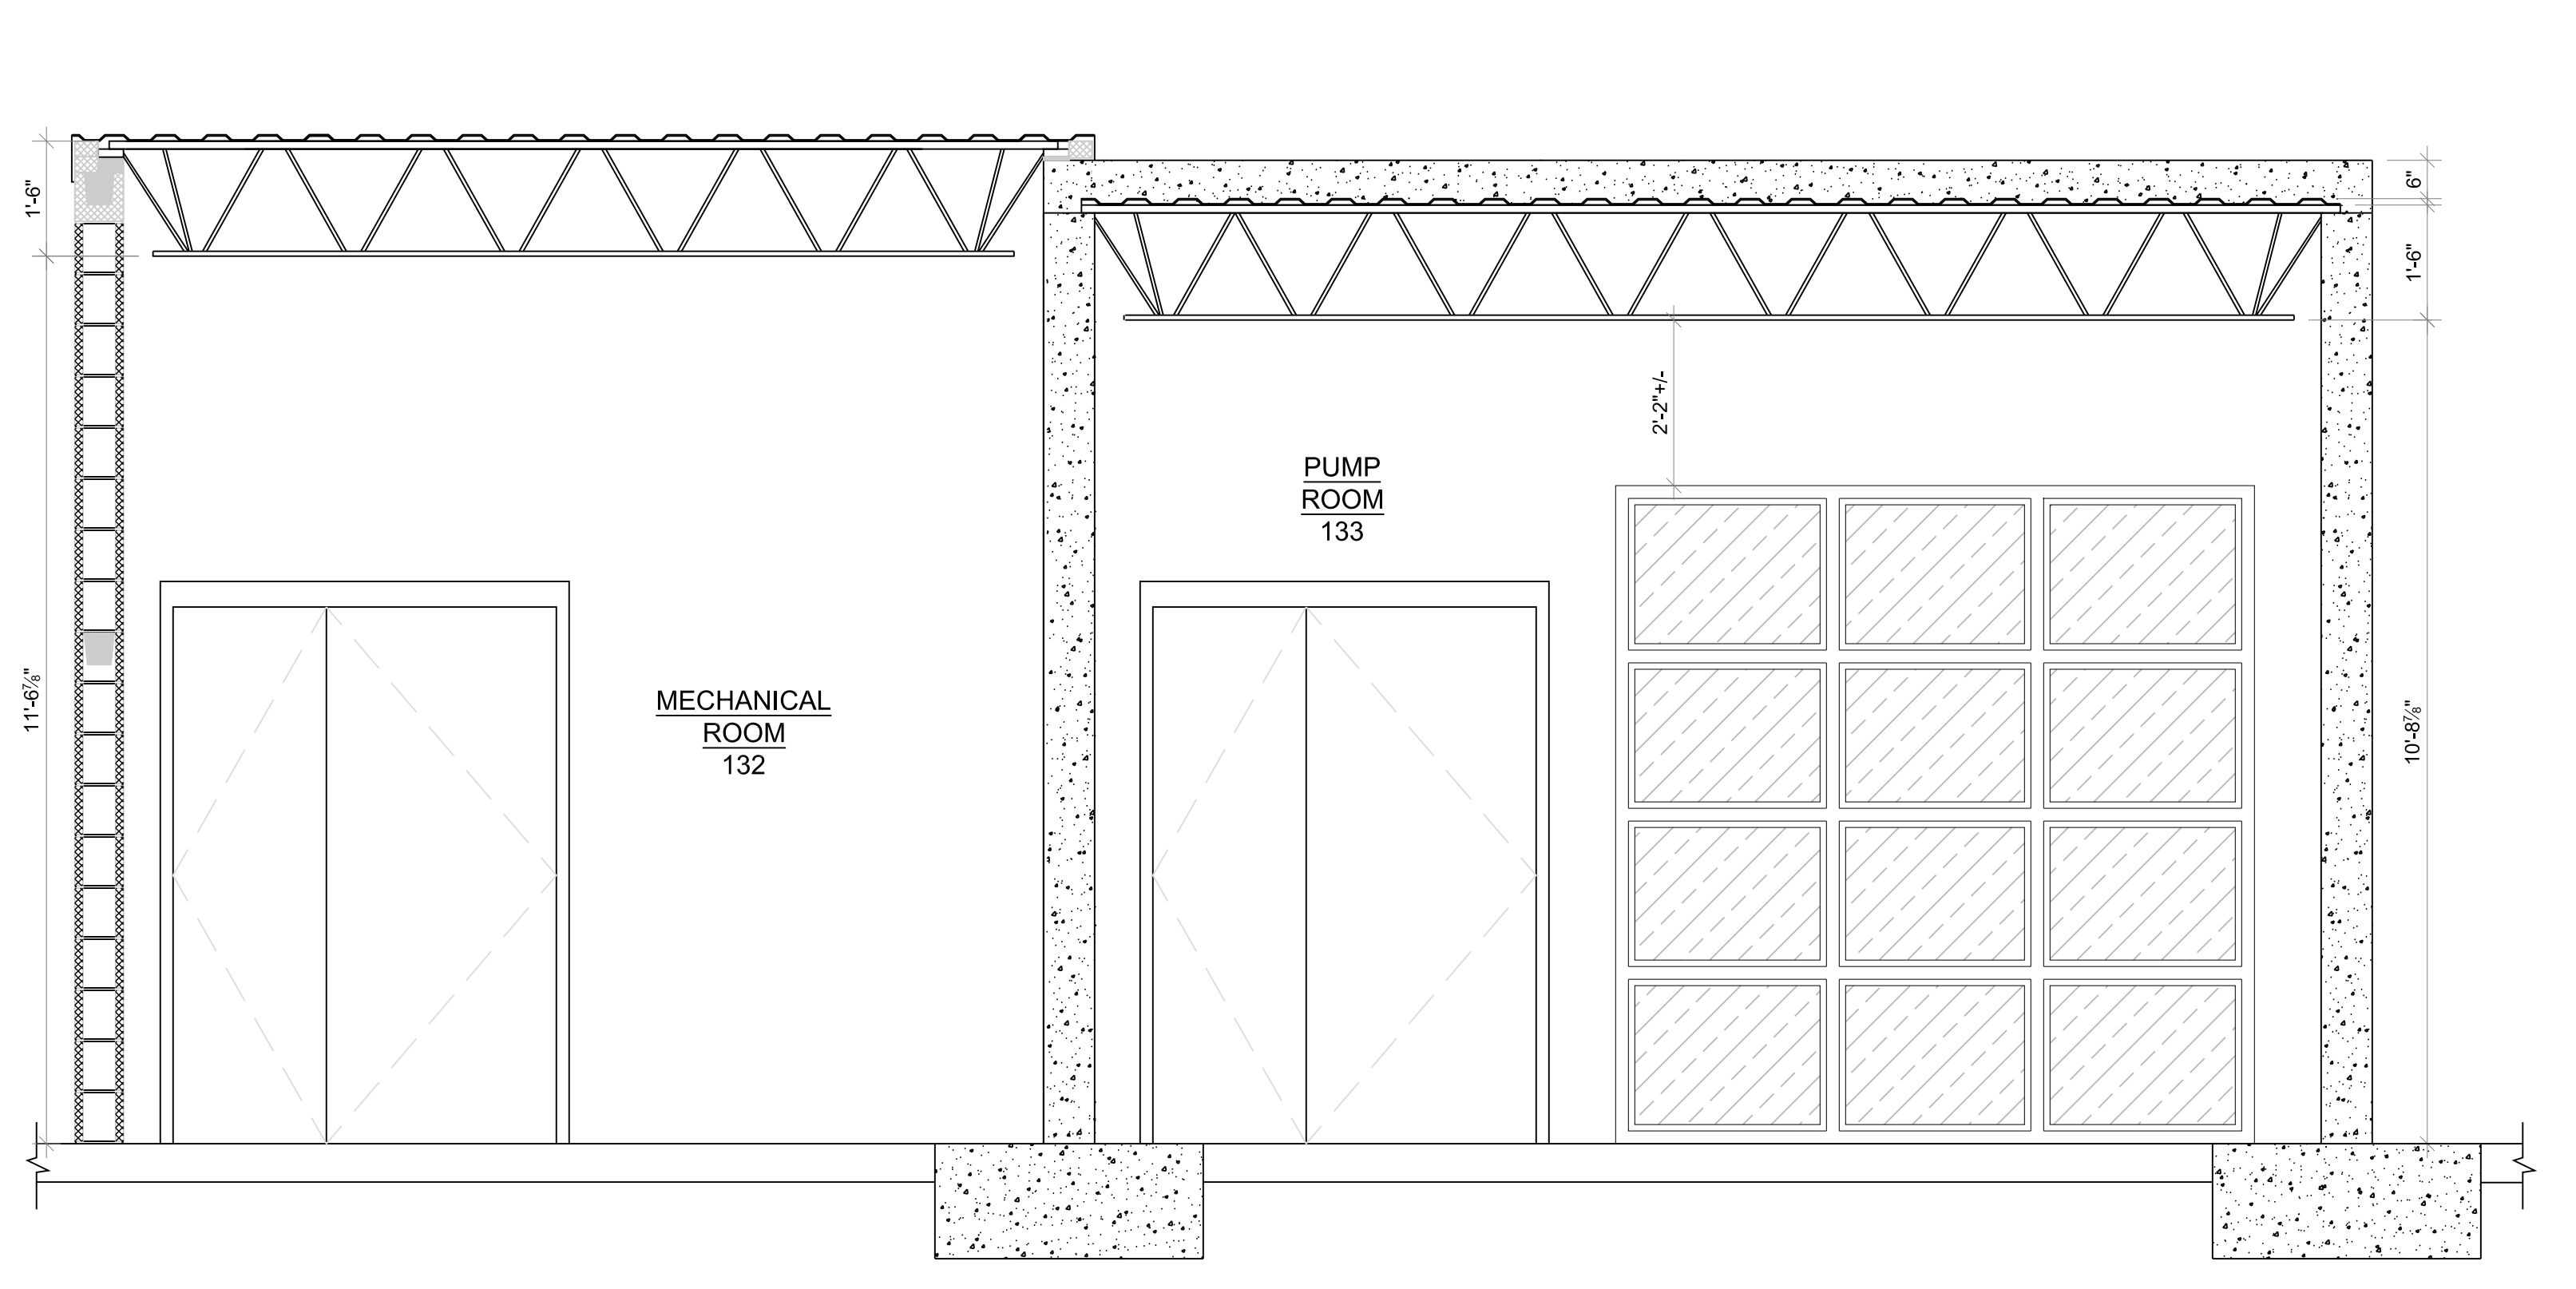 1'-6"
11'-6⅞"
MECHANICAL
ROOM
132
PUMP
ROOM
133
2'-2"+/-
6"
1'-6"
10'-8⅞"